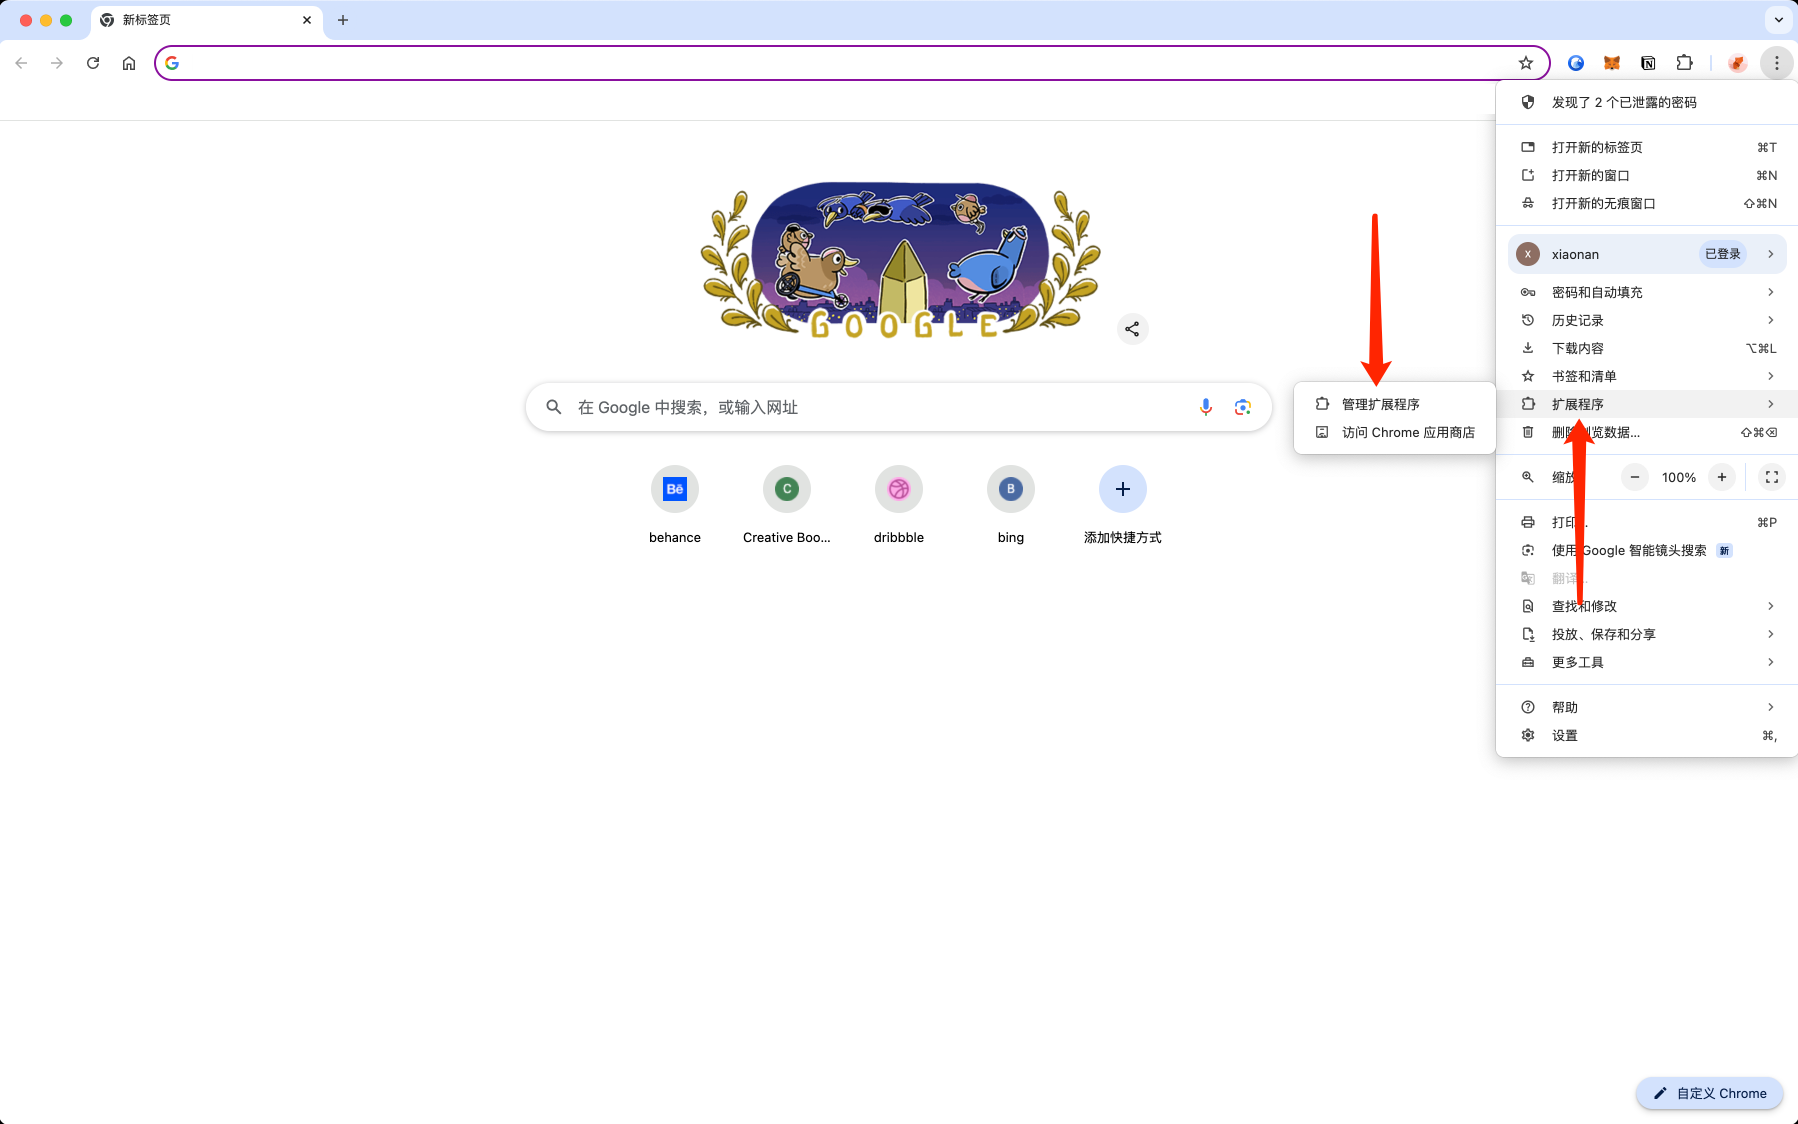 新标签页
发现了 2 个已泄露的密码
打开新的标签页 ⌘T
打开新的窗口 ⌘N
打开新的无痕窗口 ⇧⌘N
x xiaonan 已登录
密码和自动填充
历史记录
下载内容 ⌥⌘L
书签和清单
扩展程序
管理扩展程序
访问 Chrome 应用商店
删除浏览数据... ⇧⌘⌫
缩放 − 100% +
打印... ⌘P
使用 Google 智能镜头搜索 新
翻译...
查找和修改
投放、保存和分享
更多工具
帮助
设置 ⌘,
GOOGLE
在 Google 中搜索，或输入网址
Bē C B
behance Creative Boo... dribbble bing 添加快捷方式
自定义 Chrome